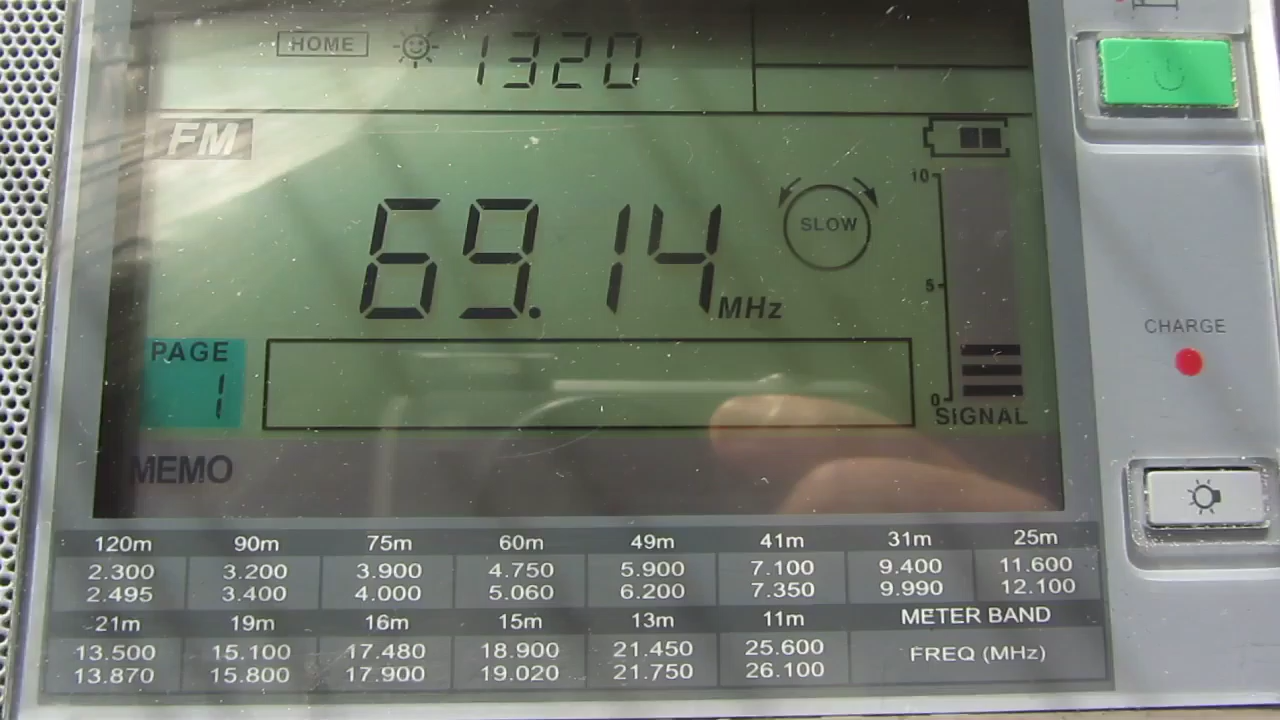 HOME 1320
FM
69.14 MHz
SLOW
10
5
0
SIGNAL
PAGE
1
MEMO
CHARGE
120m 90m 75m 60m 49m 41m 31m 25m
2.300 3.200 3.900 4.750 5.900 7.100 9.400 11.600
2.495 3.400 4.000 5.060 6.200 7.350 9.990 12.100
21m 19m 16m 15m 13m 11m METER BAND
13.500 15.100 17.480 18.900 21.450 25.600 FREQ (MHz)
13.870 15.800 17.900 19.020 21.750 26.100